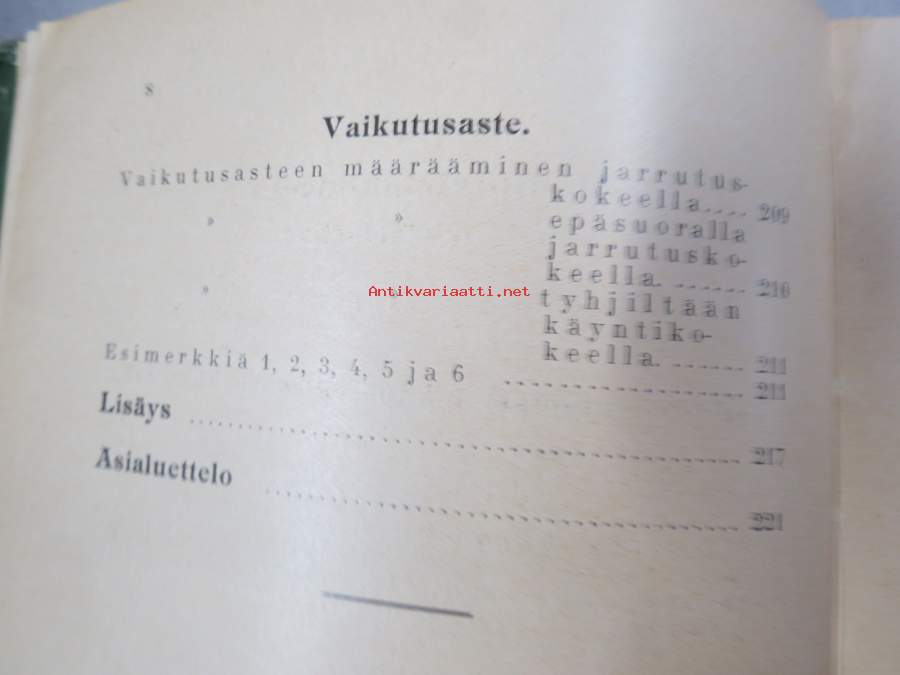 8
Vaikutusaste.
Vaikutusasteen määrääminen jarrutus-
kokeella.... 209
» » epäsuoralla
jarrutusko-
keella. ....... 210
» Antikvariaatti.net tyhjiltään
käyntiko-
keella. ....... 211
Esimerkkiä 1, 2, 3, 4, 5 ja 6 .................... 211
Lisäys .................... 217
Asialuettelo .................... 221